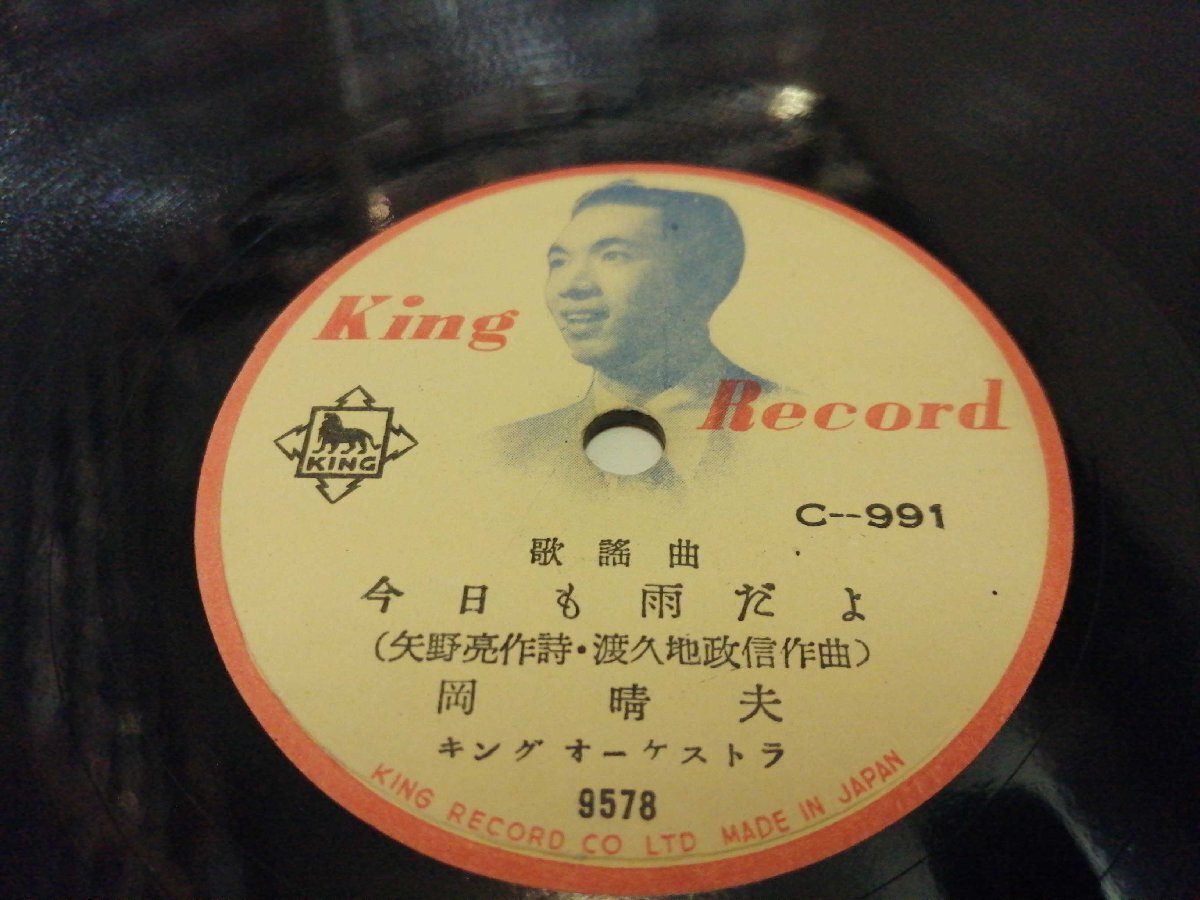 King
Record
KING
C--991
歌謡曲
今日も雨だよ
(矢野亮作詩・渡久地政信作曲)
岡晴夫
キングオーケストラ
9578
KING RECORD CO LTD MADE IN JAPAN